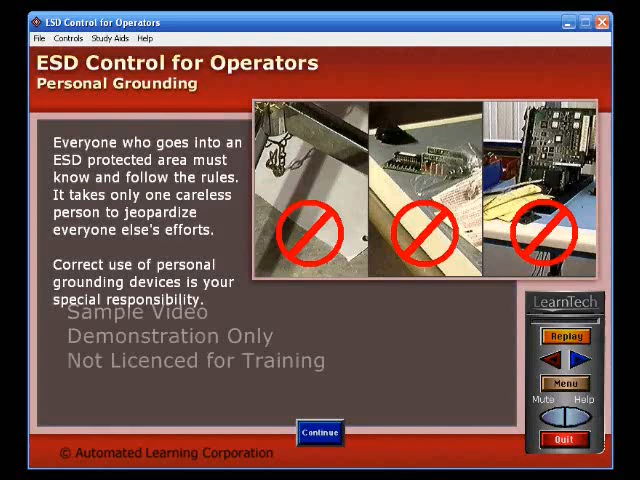 ESD Control for Operators
File Controls Study Aids Help
ESD Control for Operators
Personal Grounding
Everyone who goes into an
ESD protected area must
know and follow the rules.
It takes only one careless
person to jeopardize
everyone else's efforts.
Correct use of personal
grounding devices is your
special responsibility.
Sample Video
Demonstration Only
Not Licenced for Training
LearnTech
Replay
Menu
Mute Help
Quit
Continue
© Automated Learning Corporation